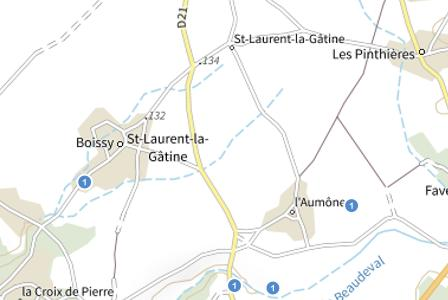 D21
St-Laurent-la-Gâtine
Les Pinthières
134
132
Boissy
St-Laurent-la-
Gâtine
1
l'Aumône
1
Fave
1
1
Beaudeval
la Croix de Pierre